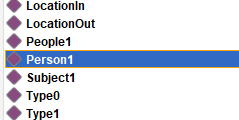 LocationIn
LocationOut
People1
Person1
Subject1
Type0
Type1